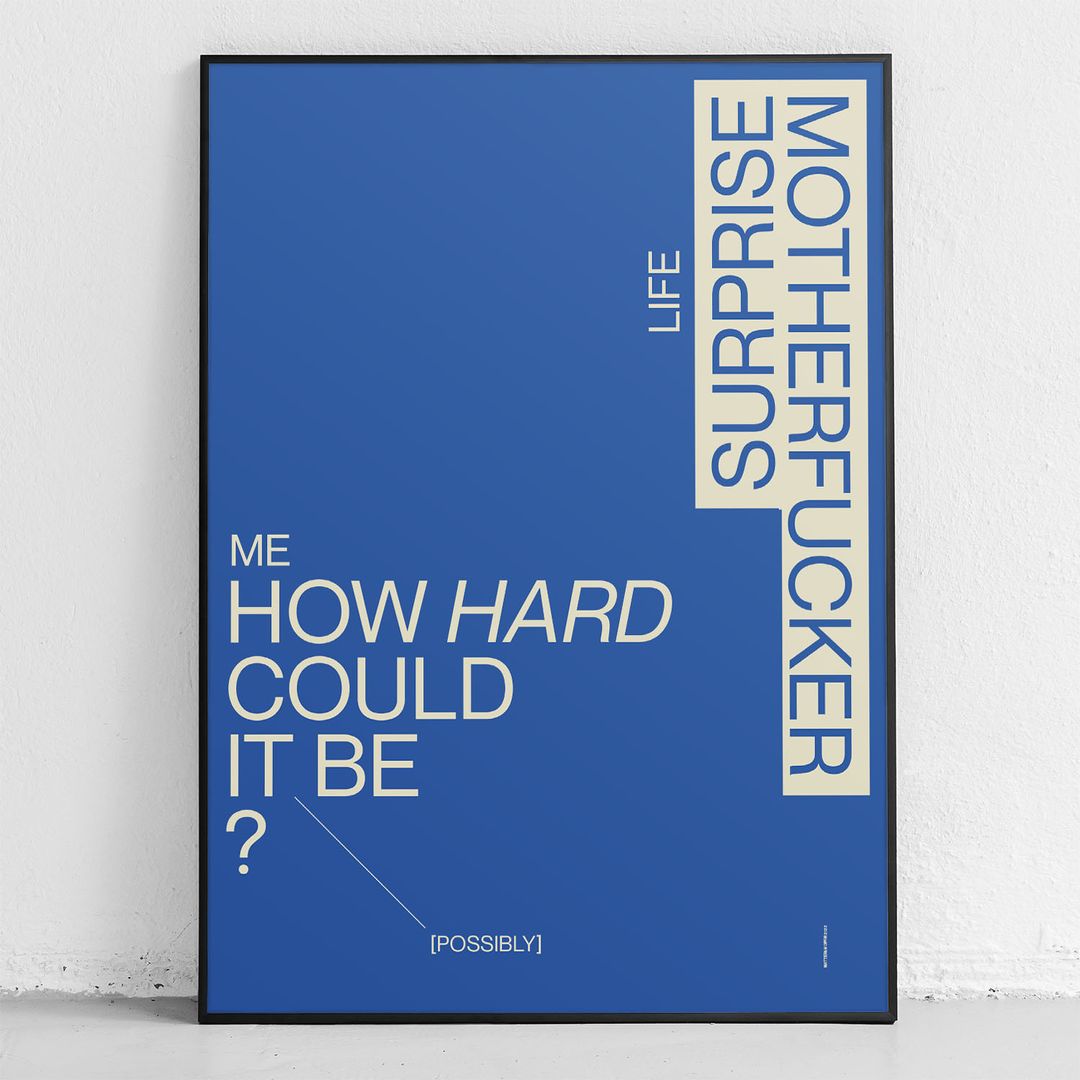 LIFE
SURPRISE
MOTHERFUCKER
ME
HOW HARD
COULD
IT BE
?
[POSSIBLY]